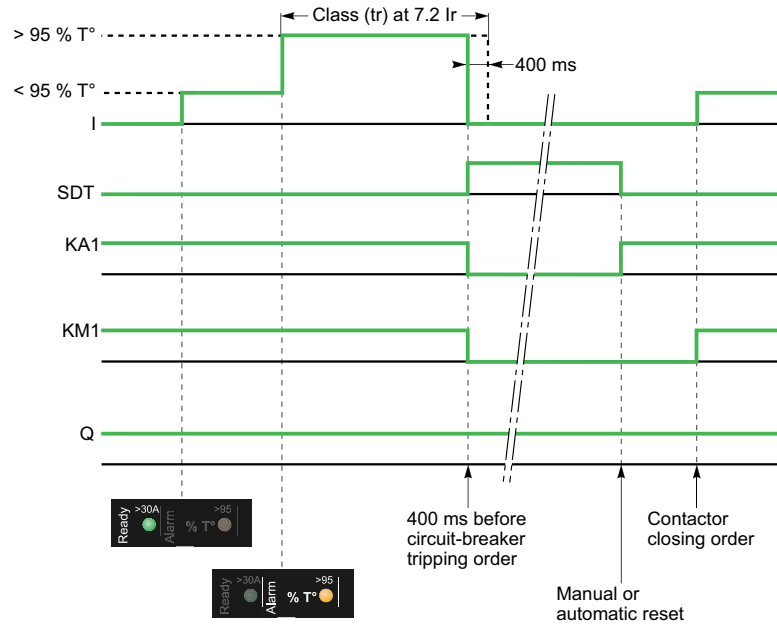 Class (tr) at 7.2 Ir
> 95 % T°
400 ms
< 95 % T°
I
SDT
KA1
KM1
Q
Ready
>30A
Alarm
% T°
>95
400 ms before
circuit-breaker
tripping order
Contactor
closing order
Ready
>30A
Alarm
% T°
>95
Manual or
automatic reset